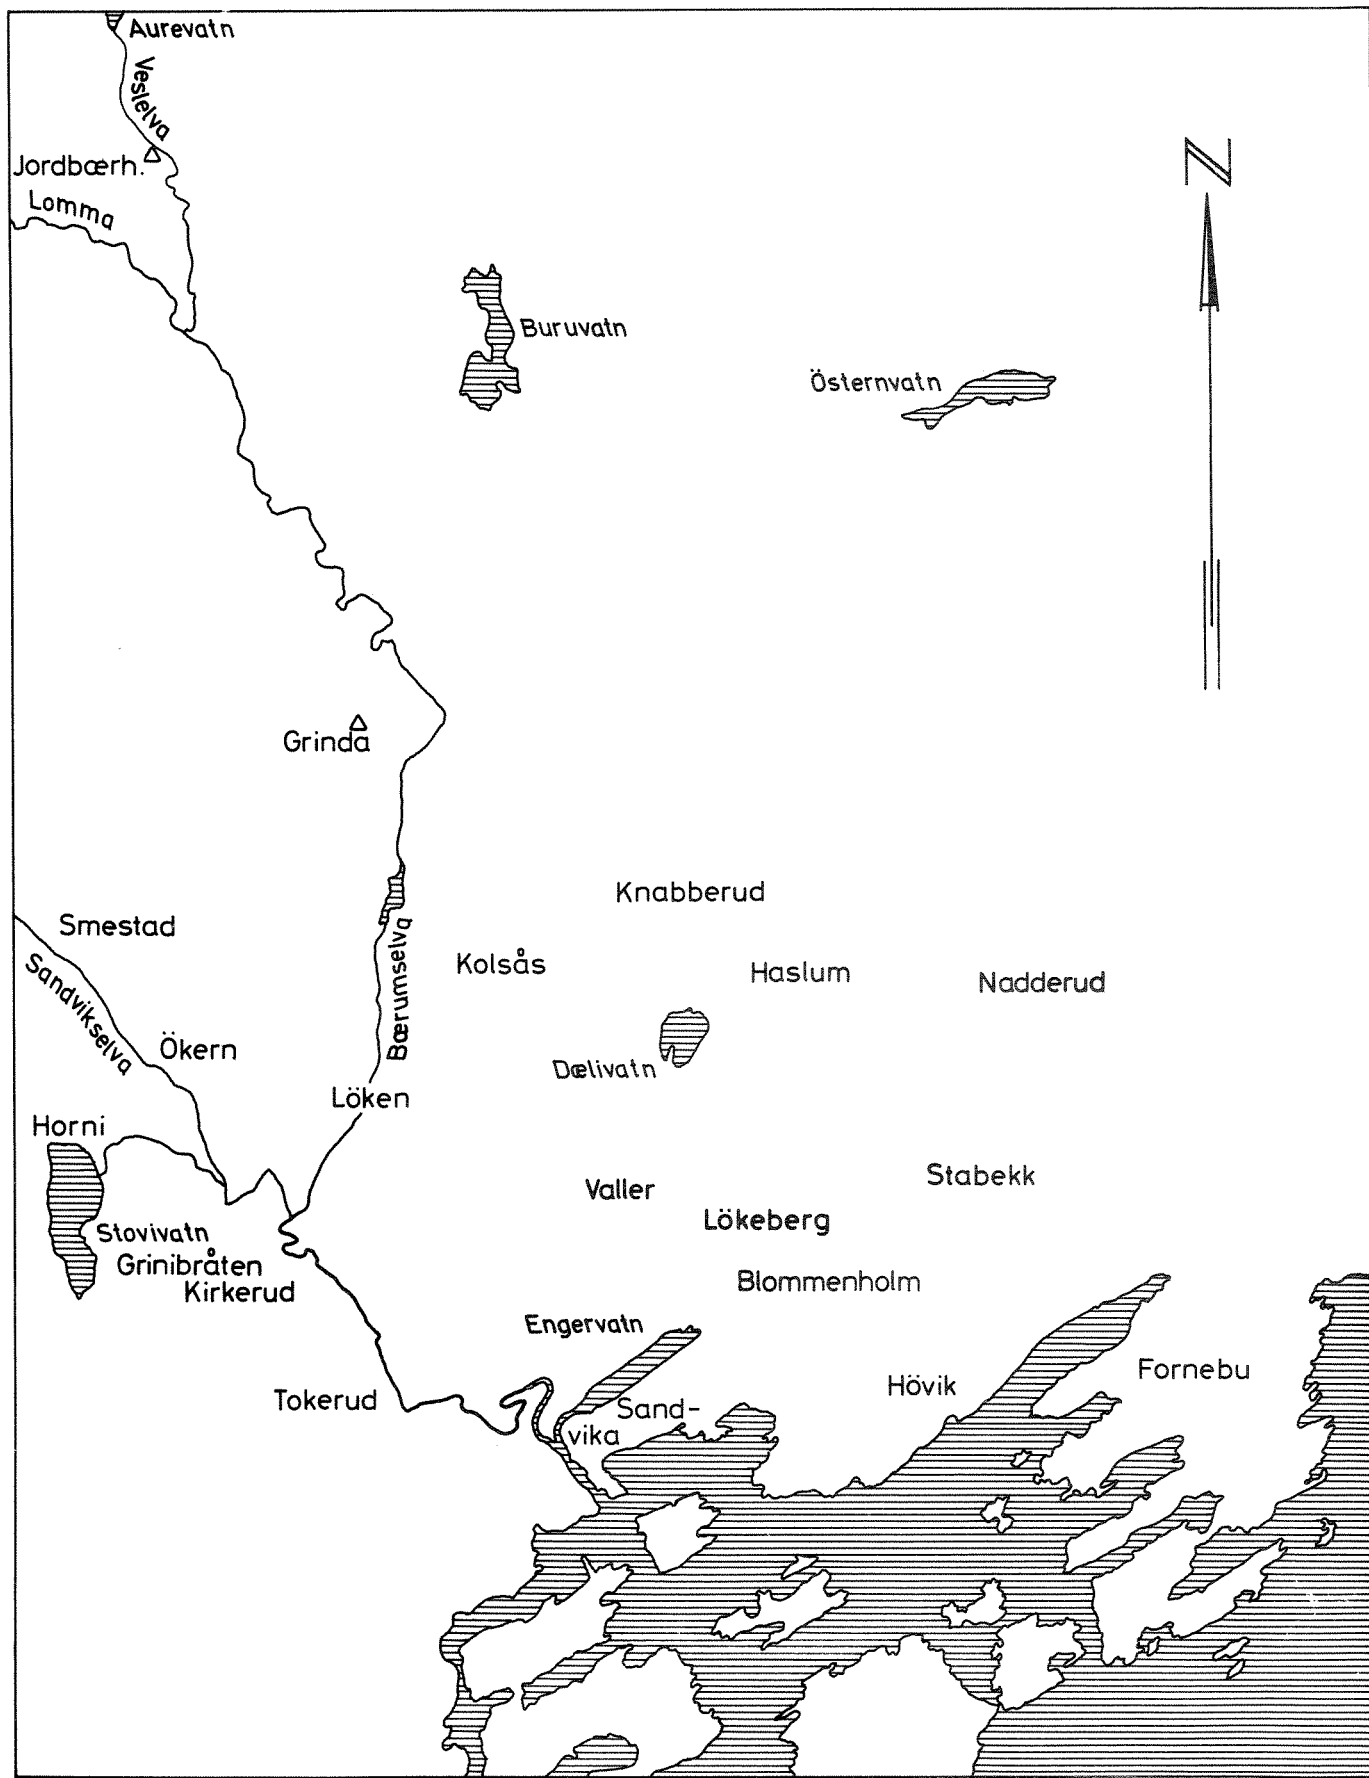 Aurevatn
Veslelva
Jordbærh.
Lomma
N
Buruvatn
Östernvatn
Grinda
Knabberud
Smestad
Kolsås
Haslum
Nadderud
Sandvikselva
Bærumselva
Ökern
Dælivatn
Löken
Horni
Stabekk
Valler
Lökeberg
Stovivatn
Grinibråten
Kirkerud
Blommenholm
Engervatn
Fornebu
Hövik
Tokerud
Sand-
vika